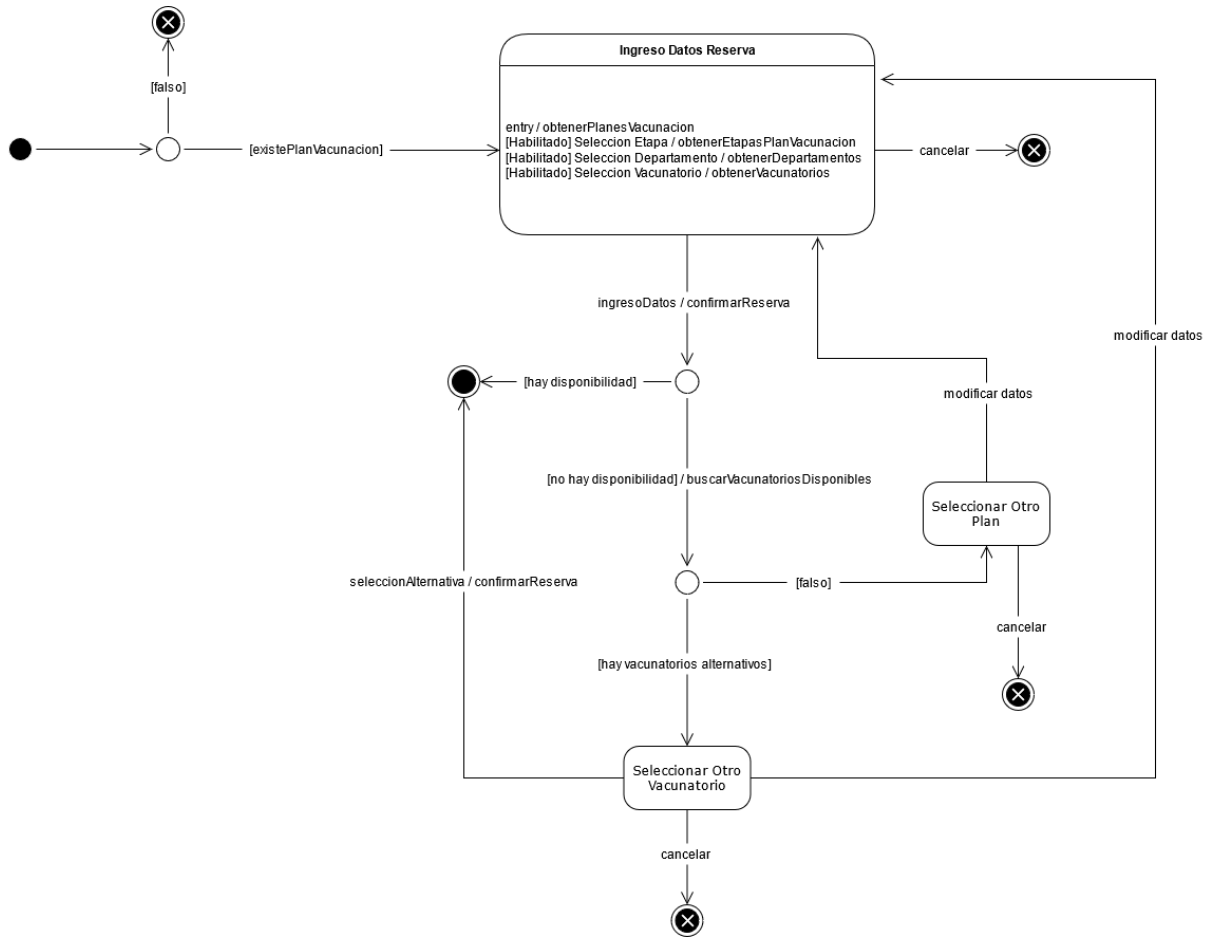 Ingreso Datos Reserva
[falso]
entry / obtenerPlanesVacunacion
[existePlanVacunacion]
[Habilitado] Seleccion Etapa / obtenerEtapasPlanVacunacion
[Habilitado] Seleccion Departamento / obtenerDepartamentos
[Habilitado] Seleccion Vacunatorio / obtenerVacunatorios
cancelar
ingresoDatos / confirmarReserva
modificar datos
[hay disponibilidad]
modificar datos
[no hay disponibilidad] / buscarVacunatoriosDisponibles
Seleccionar Otro
Plan
seleccionAlternativa / confirmarReserva
[falso]
cancelar
[hay vacunatorios alternativos]
Seleccionar Otro
Vacunatorio
cancelar